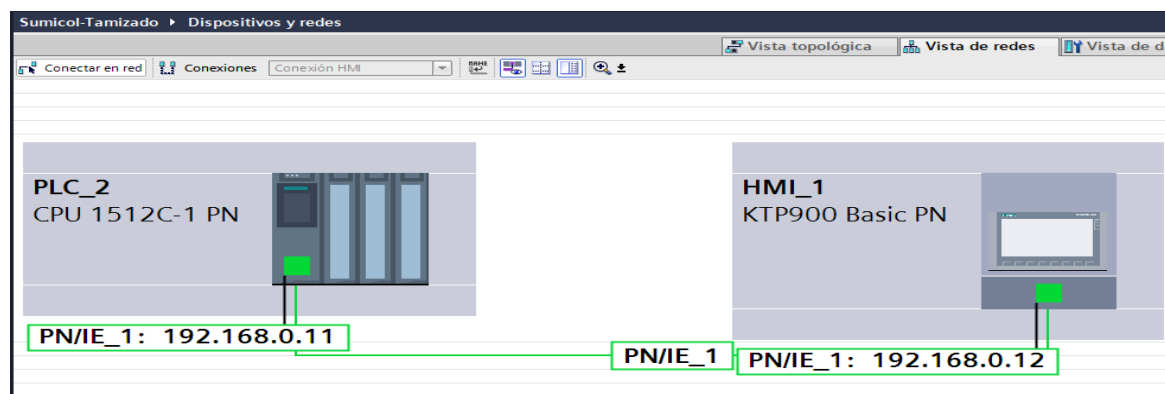 Sumicol-Tamizado ▸ Dispositivos y redes
Vista topológica Vista de redes Vista de d
Conectar en red Conexiones Conexión HMI
PLC_2
CPU 1512C-1 PN
HMI_1
KTP900 Basic PN
PN/IE_1: 192.168.0.11
PN/IE_1
PN/IE_1: 192.168.0.12